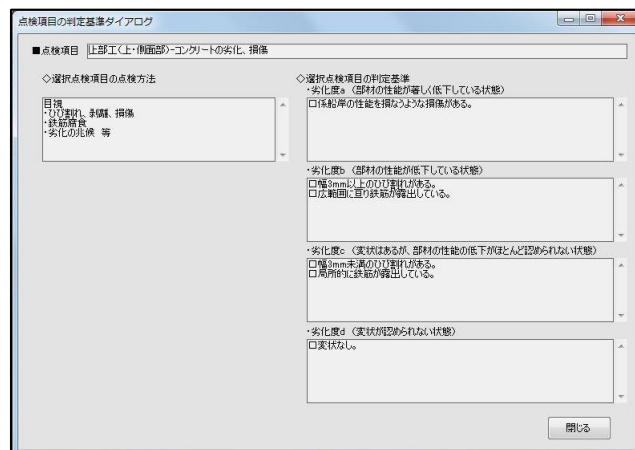 点検項目の判定基準ダイアログ
■点検項目 上部工(上・側面部)-コンクリートの劣化、損傷
◇選択点検項目の点検方法
目視
・ひび割れ、剥離、損傷
・鉄筋腐食
・劣化の兆候 等
◇選択点検項目の判定基準
・劣化度a (部材の性能が著しく低下している状態)
□係船岸の性能を損なうような損傷がある。
・劣化度b (部材の性能が低下している状態)
□幅3mm以上のひび割れがある。
□広範囲に亘り鉄筋が露出している。
・劣化度c (変状はあるが、部材の性能の低下がほとんど認められない状態)
□幅3mm未満のひび割れがある。
□局所的に鉄筋が露出している。
・劣化度d (変状が認められない状態)
□変状なし。
閉じる